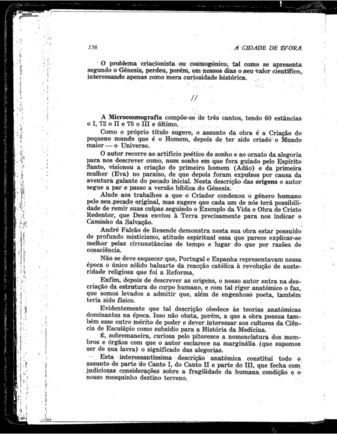 156 A CIDADE DE ÉVORA
O problema criacionista ou cosmogónico, tal como se apresenta
segundo o Génesis, perdeu, porém, em nossos dias o seu valor científico,
interessando apenas como mera curiosidade histórica.
//
A Microcosmografia compõe-se de três cantos, tendo 60 estâncias
o I, 72 o II e 75 o III e último.
Como o próprio título sugere, o assunto da obra é a Criação do
pequeno mundo que é o Homem, depois de ter sido criado o Mundo
maior — o Universo.
O autor recorre ao artifício poético do sonho e ao ornato da alegoria
para nos descrever como, num sonho em que fora guiado pelo Espírito
Santo, visionou a criação do primeiro homem (Adão) e da primeira
mulher (Eva) no paraíso, de que depois foram expulsos por causa da
aventura galante do pecado inicial. Nesta descrição das origens o autor
segue a par e passo a versão bíblica do Génesis.
Alude aos trabalhos a que o Criador condenou o género humano
pelo seu pecado original, mas sugere que cada um de nós terá possibili-
dade de remir suas culpas seguindo o Exemplo da Vida e Obra de Cristo
Redentor, que Deus enviou à Terra precisamente para nos indicar o
Caminho da Salvação.
André Falcão de Resende demonstra nesta sua obra estar possuído
de profundo misticismo, atitude espiritual essa que parece explicar-se
melhor pelas circunstâncias de tempo e lugar do que por razões de
consciência.
Não se deve esquecer que, Portugal e Espanha representavam nessa
época o único sólido baluarte da reacção católica à revolução de auste-
ridade religiosa que foi a Reforma.
Enfim, depois de descrever as origens, o nosso autor entra na des-
crição da estrutura do corpo humano, e com tal rigor anatómico o faz,
que somos levados a admitir que, além de engenhoso poeta, também
teria sido físico.
Evidentemente que tal descrição obedece às teorias anatómicas
dominantes na época. Isso não obsta, porém, a que a obra possua tam-
bém esse outro mérito de poder e dever interessar aos cultores da Ciên-
cia de Esculápio como subsídio para a História da Medicina.
É, sobremaneira, curiosa pelo pitoresco a nomenclatura dos mem-
bros e órgãos com que o autor esclarece na marginália (que supomos
ser de sua lavra) o significado das alegorias.
Esta interessantíssima descrição anatómica constitui todo o
assunto de parte do Canto I, do Canto II e parte do III, que fecha com
judiciosas considerações sobre a fragilidade da humana condição e o
nosso mesquinho destino terreno.